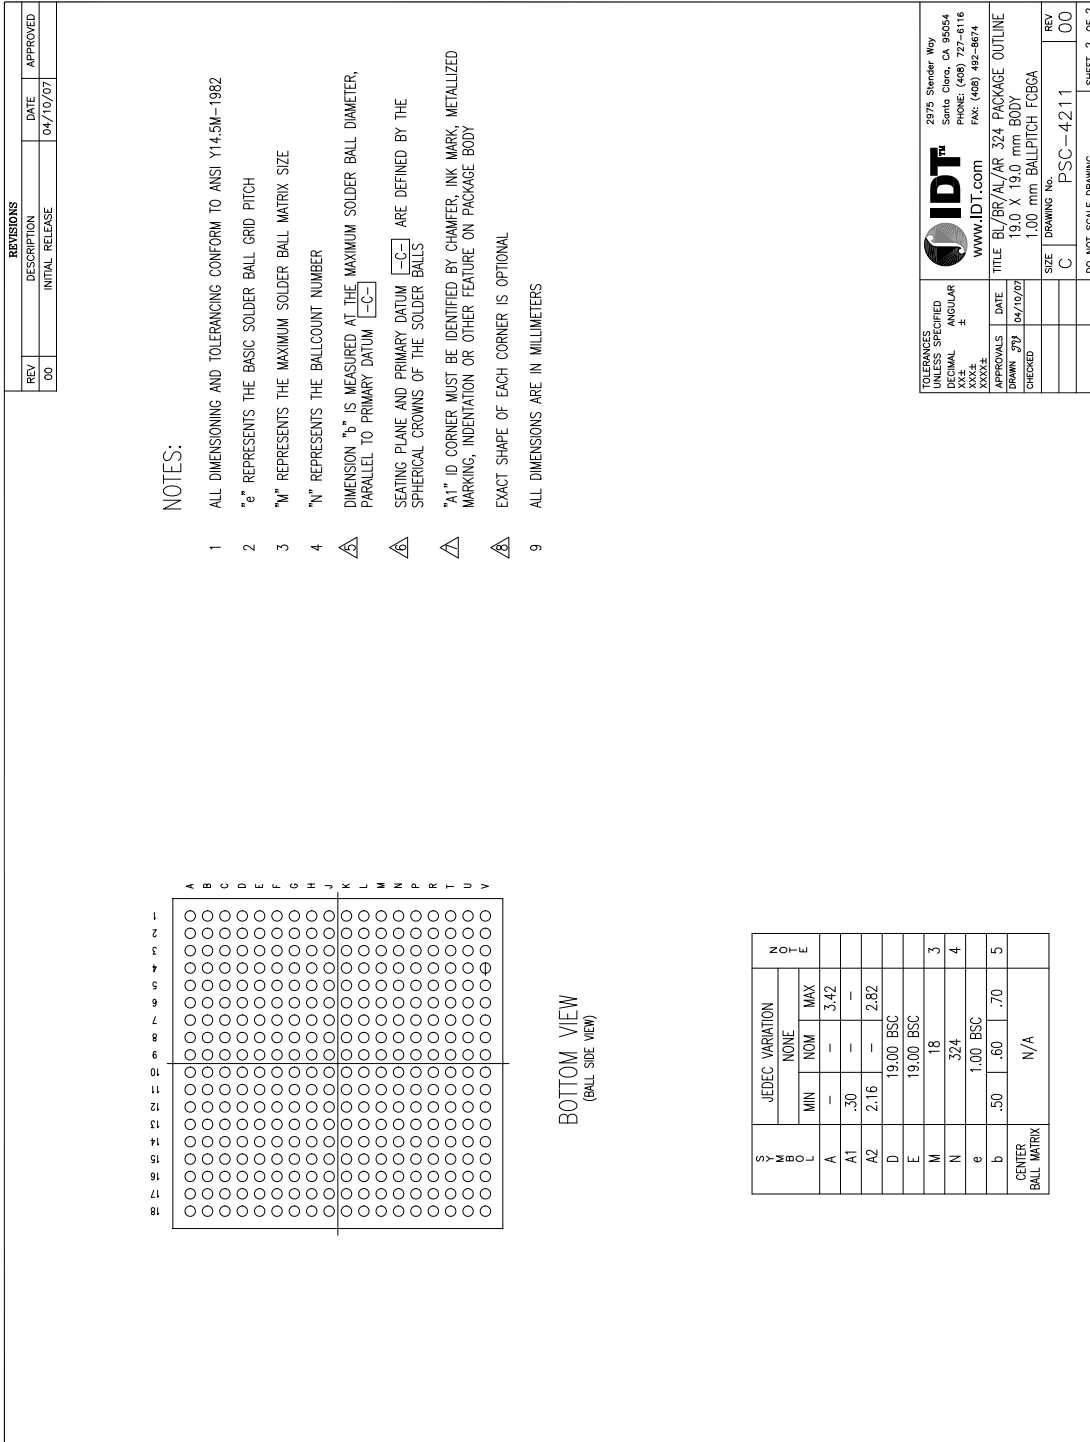 REVISIONS
REV DESCRIPTION DATE APPROVED
00 INITIAL RELEASE 04/10/07
NOTES:
1 ALL DIMENSIONING AND TOLERANCING CONFORM TO ANSI Y14.5M-1982
2 "e" REPRESENTS THE BASIC SOLDER BALL GRID PITCH
3 "M" REPRESENTS THE MAXIMUM SOLDER BALL MATRIX SIZE
4 "N" REPRESENTS THE BALLCOUNT NUMBER
5 DIMENSION "b" IS MEASURED AT THE MAXIMUM SOLDER BALL DIAMETER,
PARALLEL TO PRIMARY DATUM -C-
6 SEATING PLANE AND PRIMARY DATUM -C- ARE DEFINED BY THE
SPHERICAL CROWNS OF THE SOLDER BALLS
7 "A1" ID CORNER MUST BE IDENTIFIED BY CHAMFER, INK MARK, METALLIZED
MARKING, INDENTATION OR OTHER FEATURE ON PACKAGE BODY
8 EXACT SHAPE OF EACH CORNER IS OPTIONAL
9 ALL DIMENSIONS ARE IN MILLIMETERS
18 17 16 15 14 13 12 11 10 9 8 7 6 5 4 3 2 1
A
B
C
D
E
F
G
H
J
K
L
M
N
P
R
T
U
V
BOTTOM VIEW
(BALL SIDE VIEW)
SYMBOL JEDEC VARIATION NOTE
NONE
MIN NOM MAX
A - - 3.42
A1 .30 - -
A2 2.16 - 2.82
D 19.00 BSC
E 19.00 BSC
M 18 3
N 324 4
e 1.00 BSC
b .50 .60 .70 5
CENTER
BALL MATRIX N/A
TOLERANCES
UNLESS SPECIFIED
DECIMAL ANGULAR
XX± ±
XXX±
XXXX±
IDT™
www.IDT.com
2975 Stender Way
Santa Clara, CA 95054
PHONE: (408) 727-6116
FAX: (408) 492-8674
APPROVALS DATE
DRAWN 04/10/07
CHECKED
TITLE BL/BR/AL/AR 324 PACKAGE OUTLINE
19.0 X 19.0 mm BODY
1.00 mm BALLPITCH FCBGA
SIZE DRAWING No. REV
C PSC-4211 00
DO NOT SCALE DRAWING SHEET 2 OF 2